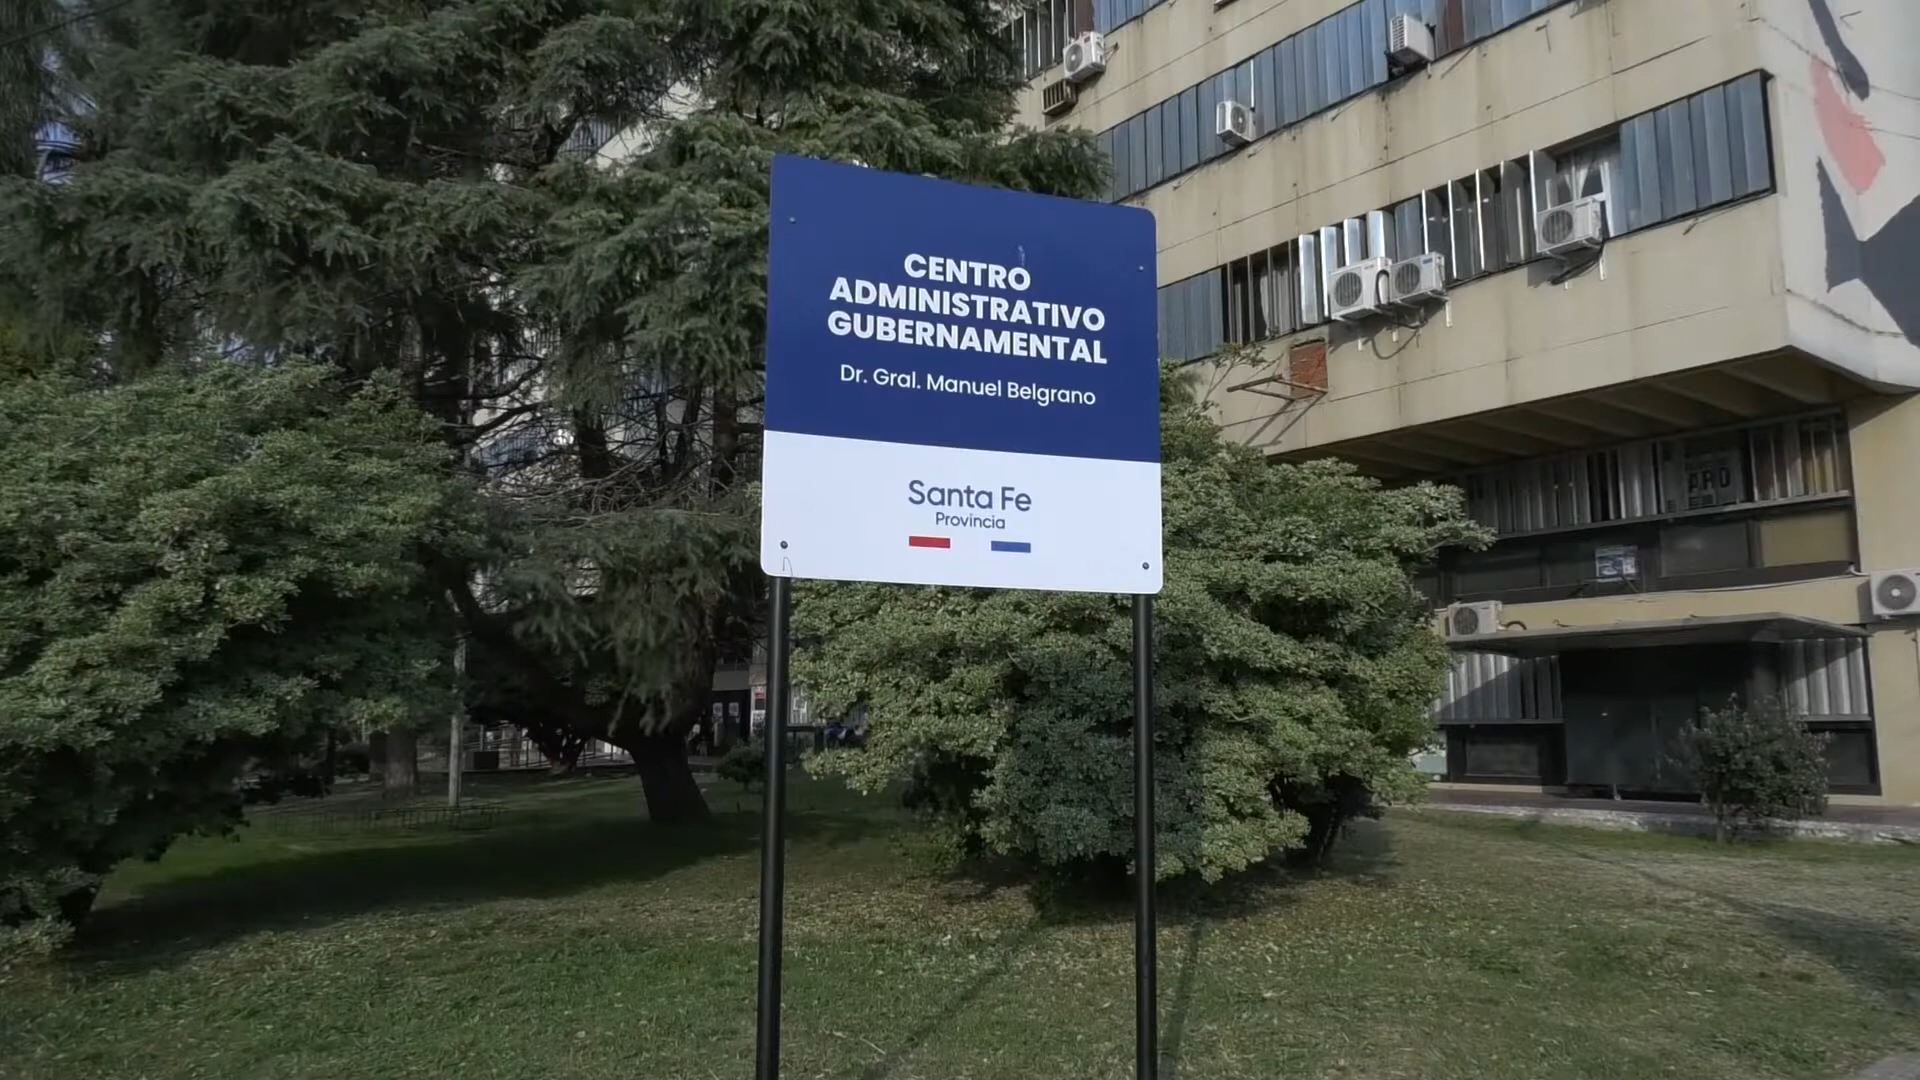 CENTRO
ADMINISTRATIVO
GUBERNAMENTAL
Dr. Gral. Manuel Belgrano
Santa Fe
Provincia